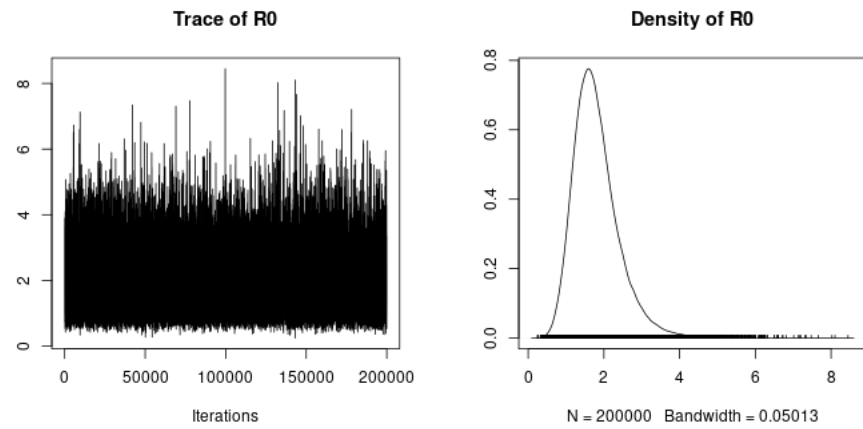 Trace of R0
8
6
4
2
0
0 50000 100000 150000 200000
Iterations
Density of R0
0.8
0.6
0.4
0.2
0.0
0 2 4 6 8
N = 200000 Bandwidth = 0.05013